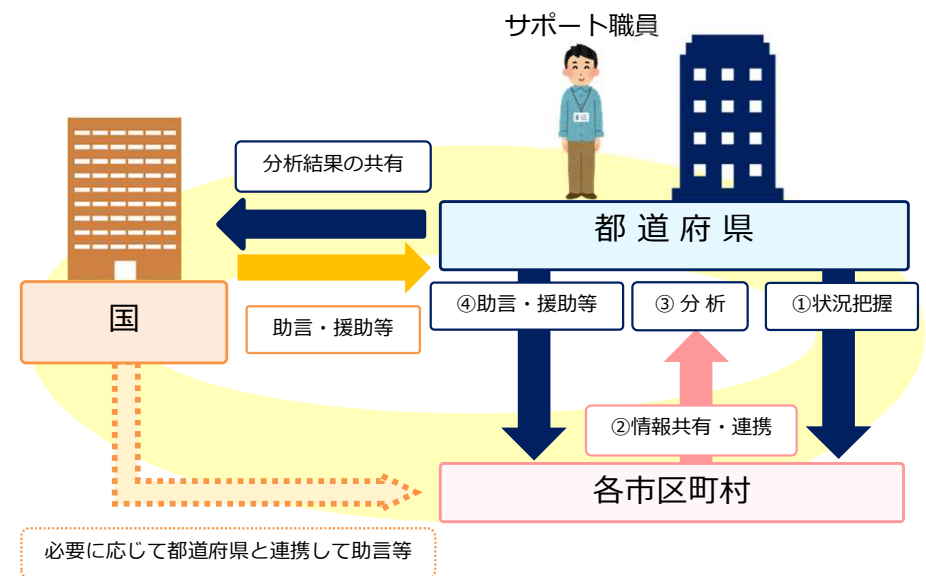 サポート職員
分析結果の共有
都道府県
国
助言・援助等
④助言・援助等
③分析
①状況把握
②情報共有・連携
各市区町村
必要に応じて都道府県と連携して助言等